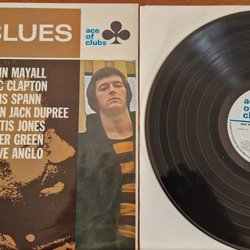 BLUES
ace
of
clubs
N MAYALL
C CLAPTON
IS SPANN
N JACK DUPREE
TIS JONES
ER GREEN
VE ANGLO
ace
of
clubs